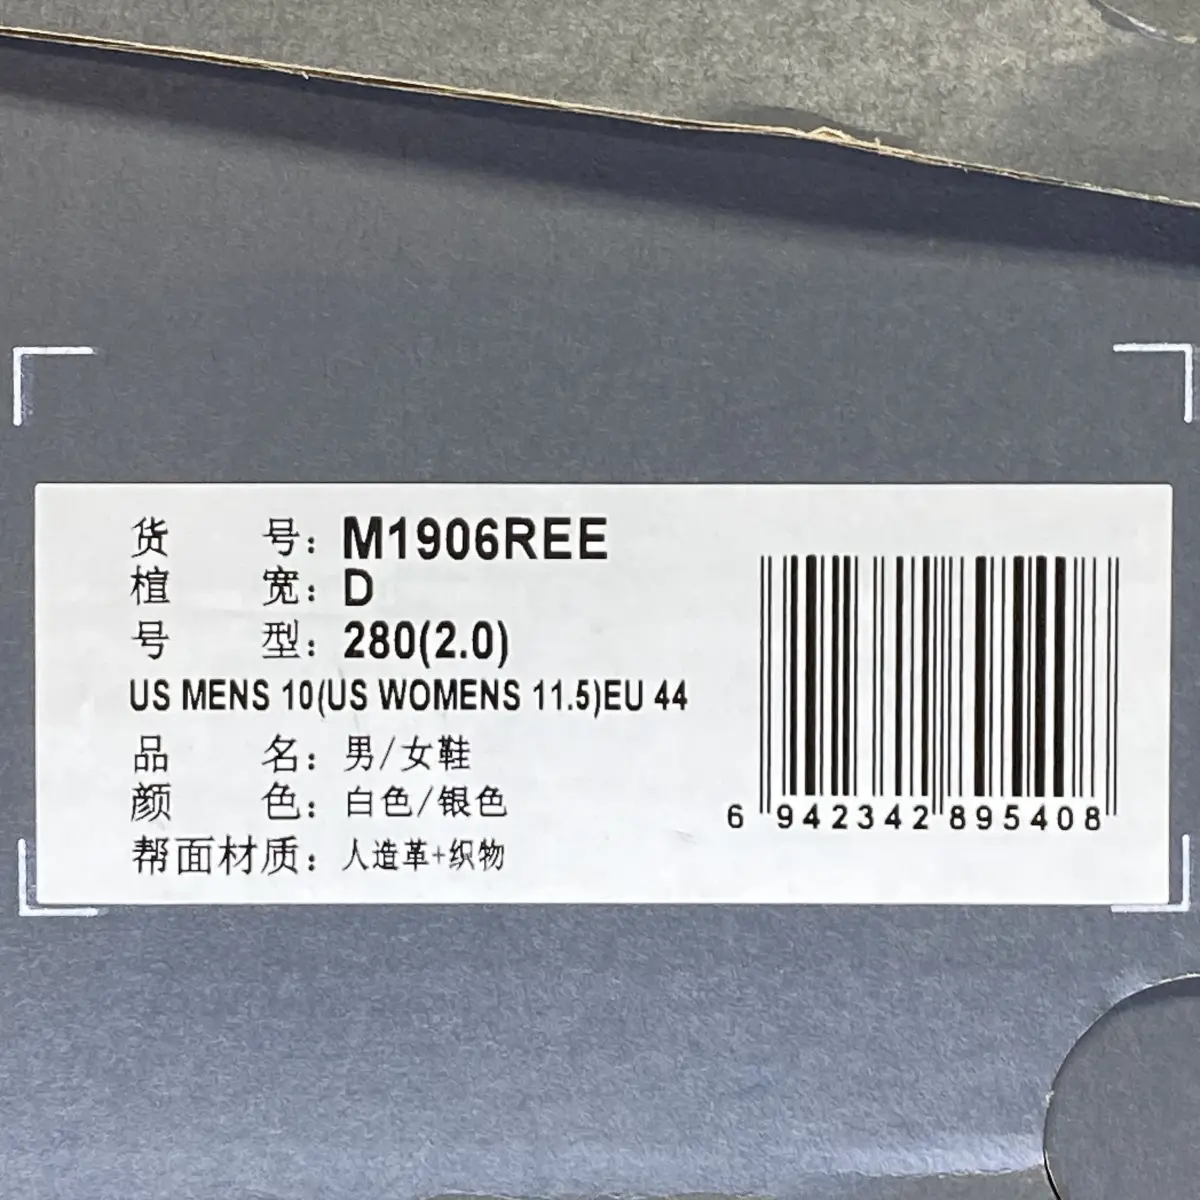 货号：M1906REE
楦宽：D
号型：280(2.0)
US MENS 10(US WOMENS 11.5)EU 44
品名：男/女鞋
颜色：白色/银色
帮面材质：人造革+织物
6 942342 895408